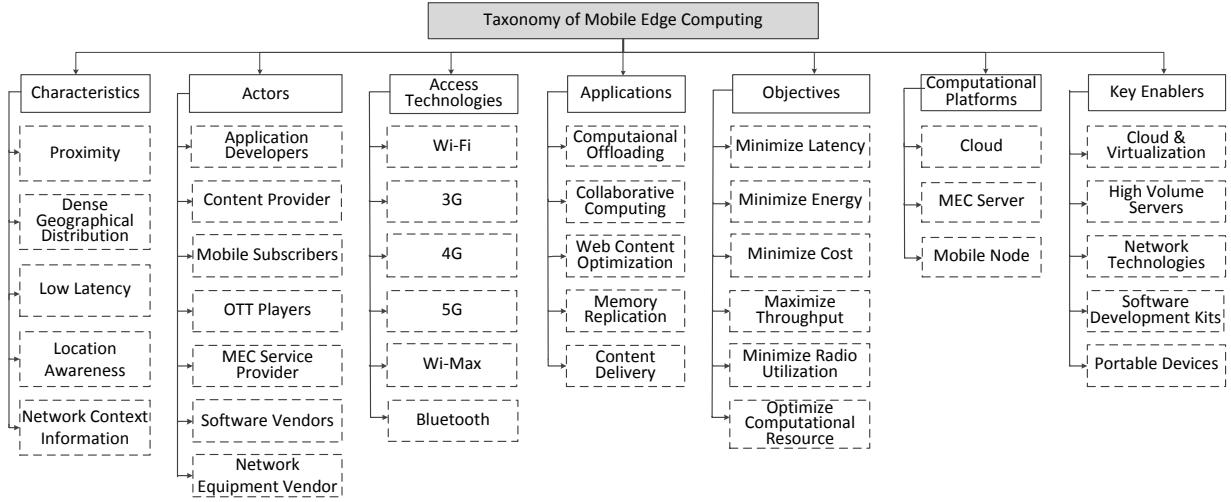 Taxonomy of Mobile Edge Computing
Characteristics
Proximity
Dense
Geographical
Distribution
Low Latency
Location
Awareness
Network Context
Information
Actors
Application
Developers
Content Provider
Mobile Subscribers
OTT Players
MEC Service
Provider
Software Vendors
Network
Equipment Vendor
Access
Technologies
Wi-Fi
3G
4G
5G
Wi-Max
Bluetooth
Applications
Computaional
Offloading
Collaborative
Computing
Web Content
Optimization
Memory
Replication
Content
Delivery
Objectives
Minimize Latency
Minimize Energy
Minimize Cost
Maximize
Throughput
Minimize Radio
Utilization
Optimize
Computational
Resource
Computational
Platforms
Cloud
MEC Server
Mobile Node
Key Enablers
Cloud &
Virtualization
High Volume
Servers
Network
Technologies
Software
Development Kits
Portable Devices